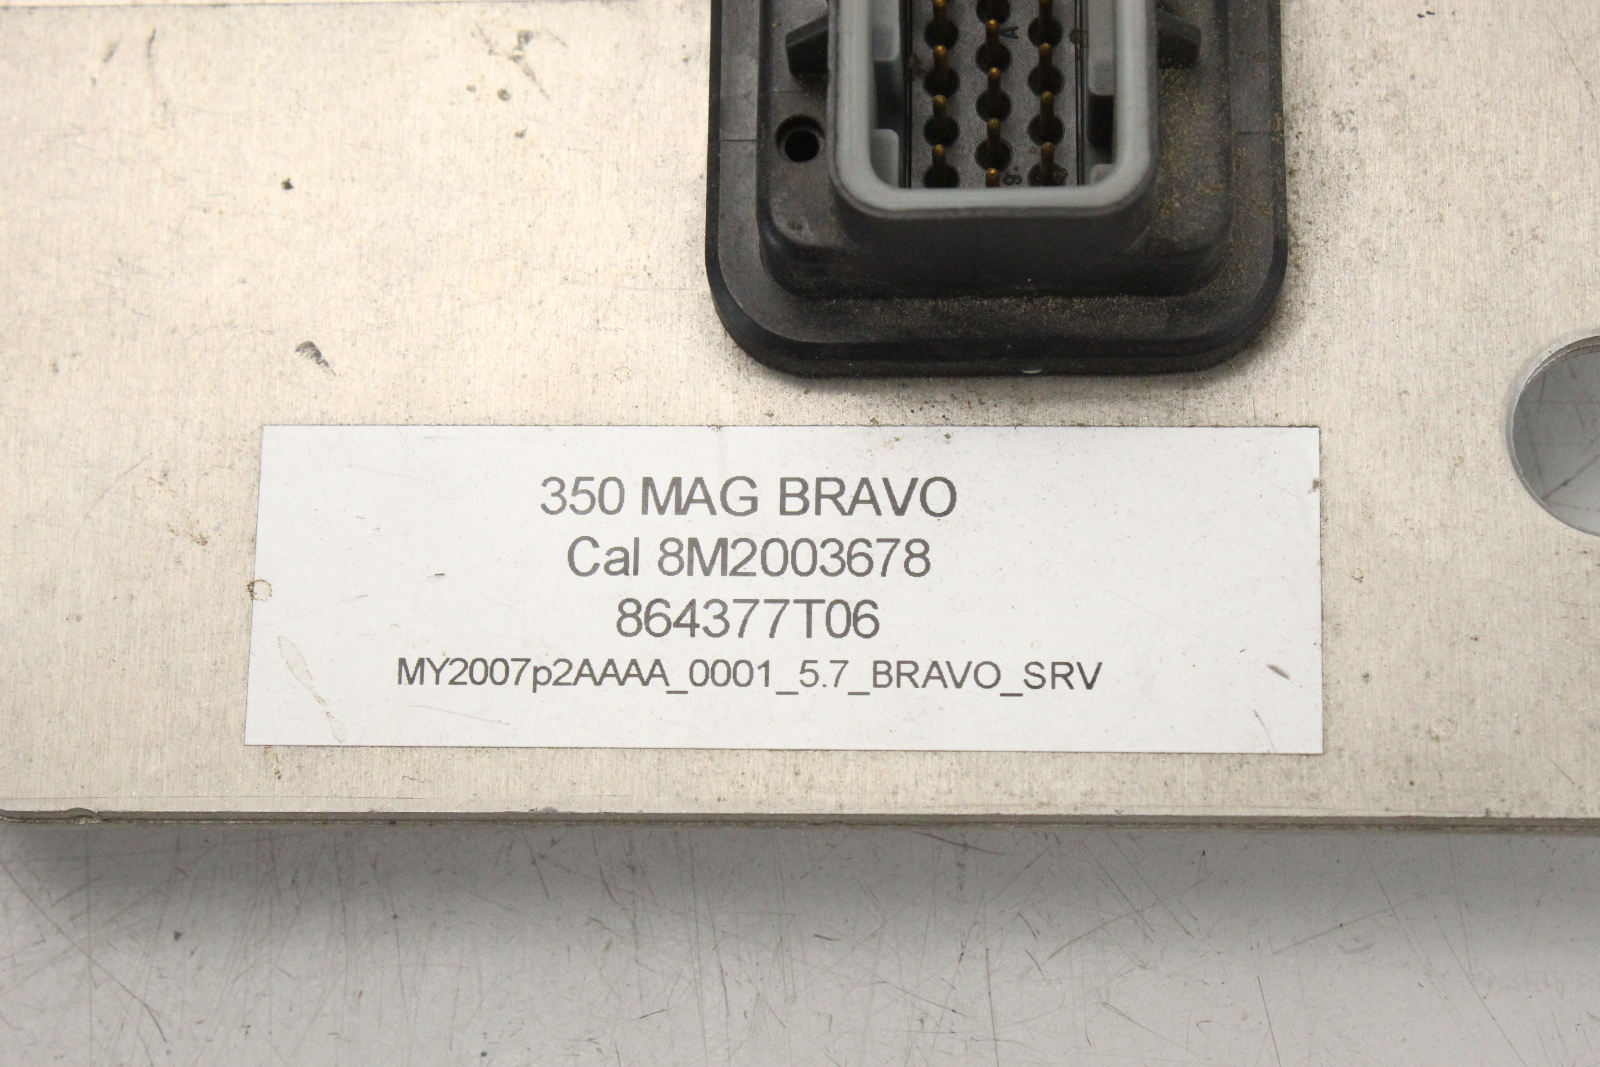 350 MAG BRAVO
Cal 8M2003678
864377T06
MY2007p2AAAA_0001_5.7_BRAVO_SRV